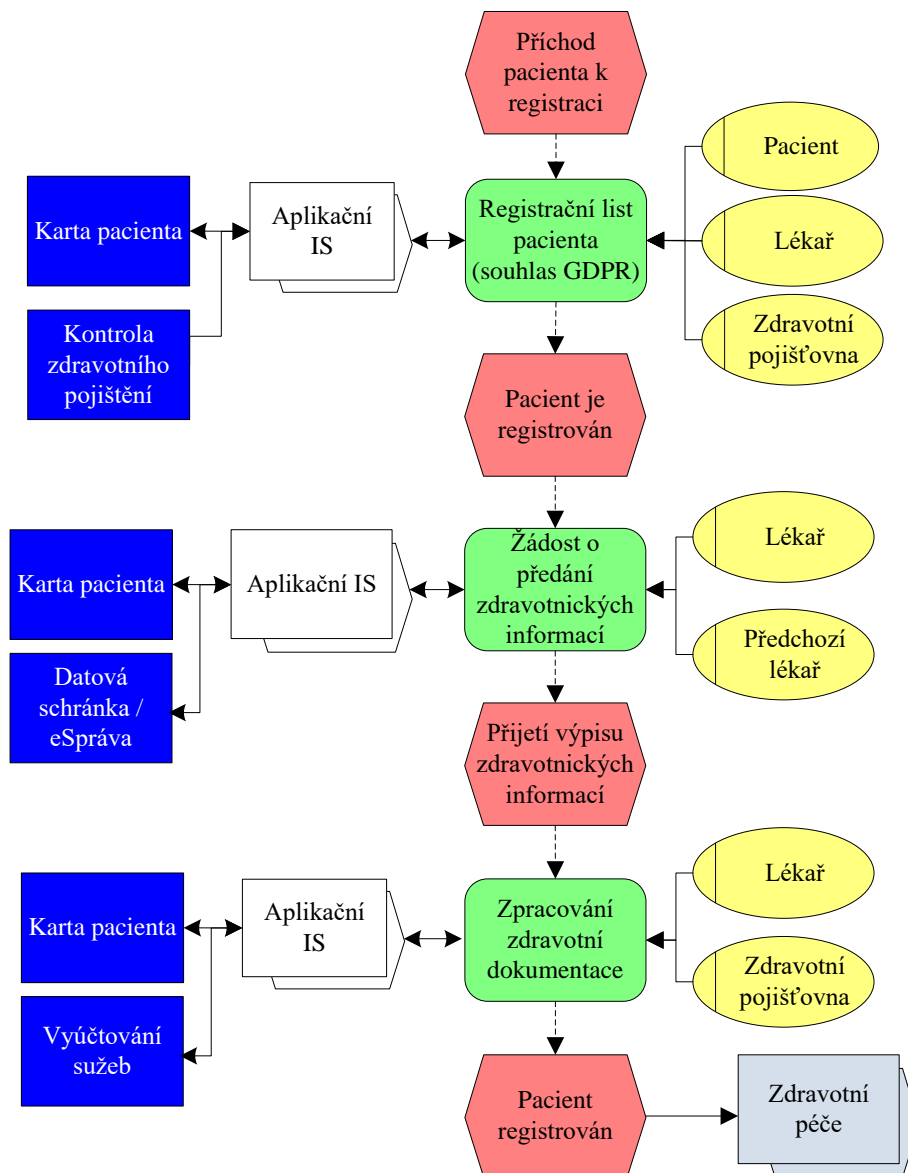 Příchod
pacienta k
registraci
Karta pacienta
Aplikační
IS
Registrační list
pacienta
(souhlas GDPR)
Pacient
Lékař
Zdravotní
pojišťovna
Kontrola
zdravotního
pojištění
Pacient je
registrován
Karta pacienta
Aplikační IS
Žádost o
předání
zdravotnických
informací
Lékař
Předchozí
lékař
Datová
schránka /
eSpráva
Přijetí výpisu
zdravotnických
informací
Karta pacienta
Aplikační
IS
Zpracování
zdravotní
dokumentace
Lékař
Zdravotní
pojišťovna
Vyúčtování
sužeb
Pacient
registrován
Zdravotní
péče